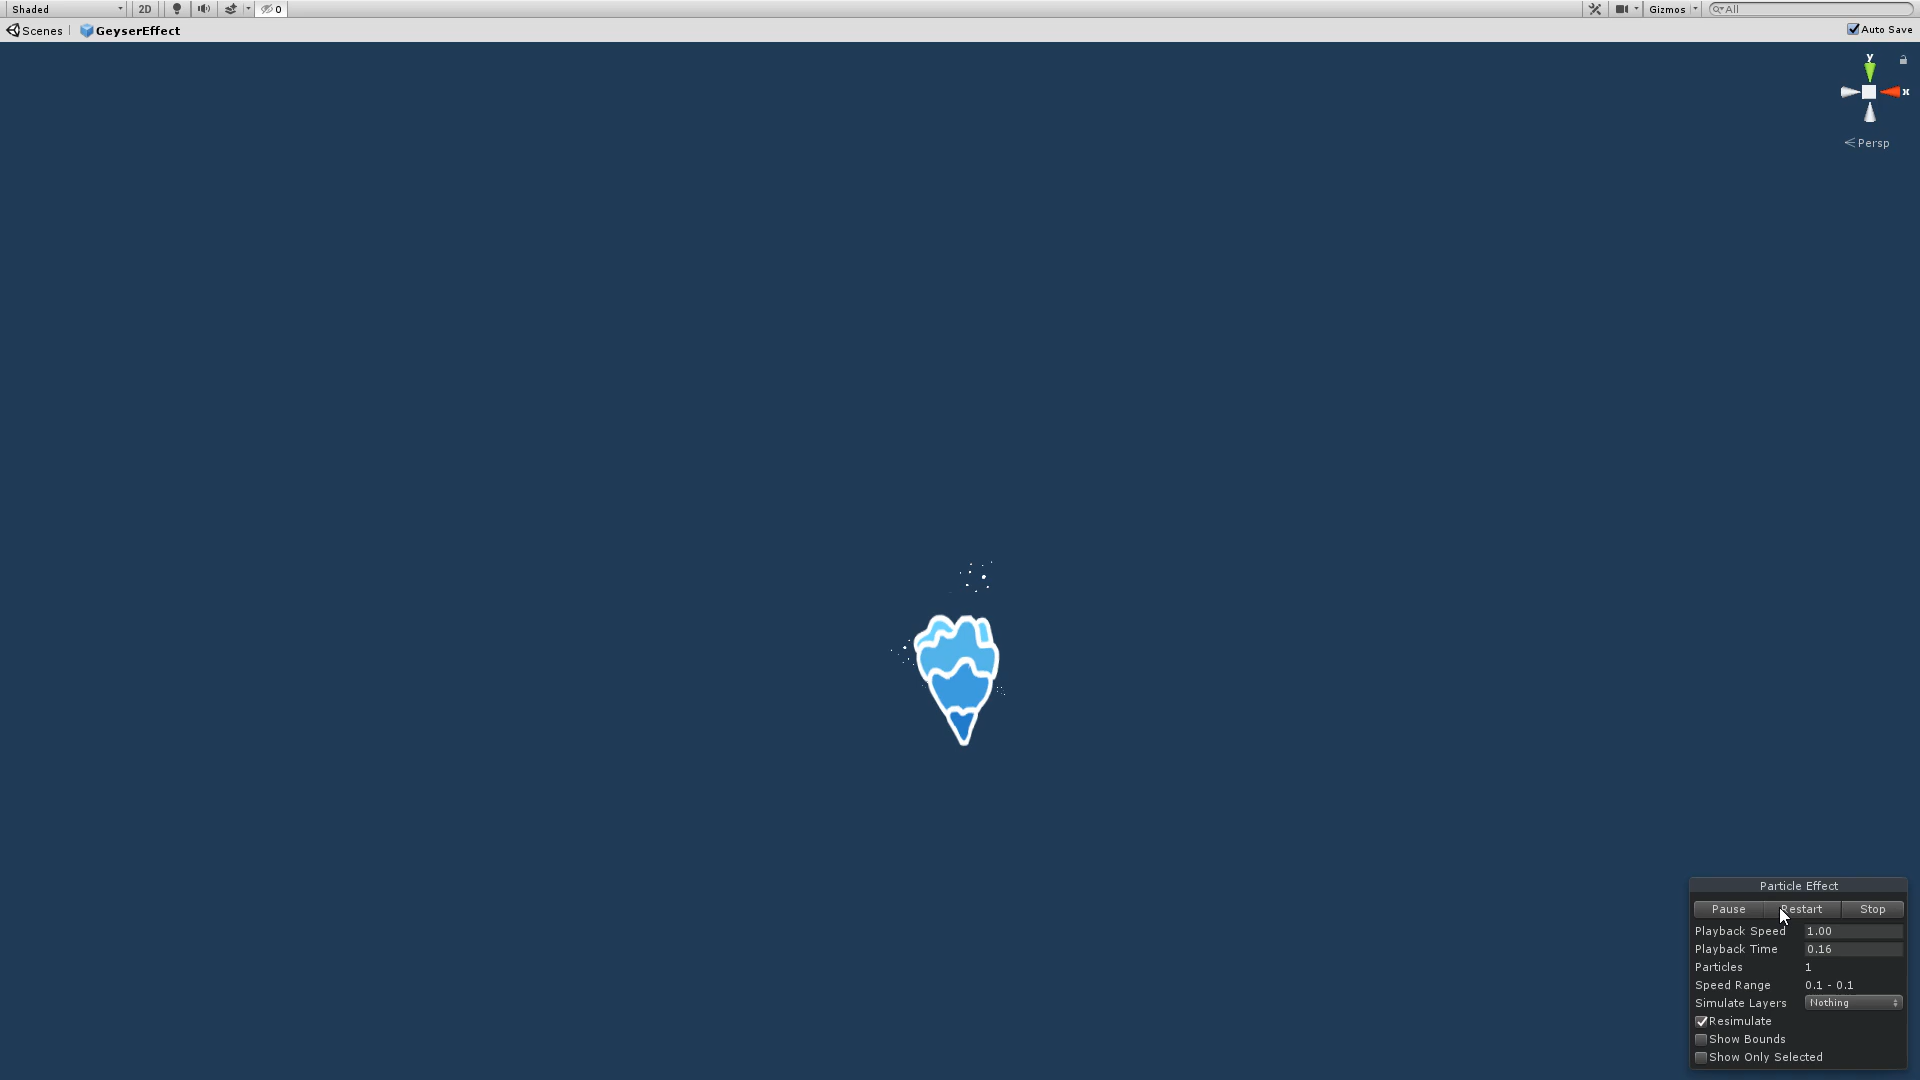 Shaded 2D 0 Gizmos All
Scenes GeyserEffect Auto Save
y
x
Persp
Particle Effect
Pause Restart Stop
Playback Speed 1.00
Playback Time 0.16
Particles 1
Speed Range 0.1 - 0.1
Simulate Layers Nothing
Resimulate
Show Bounds
Show Only Selected